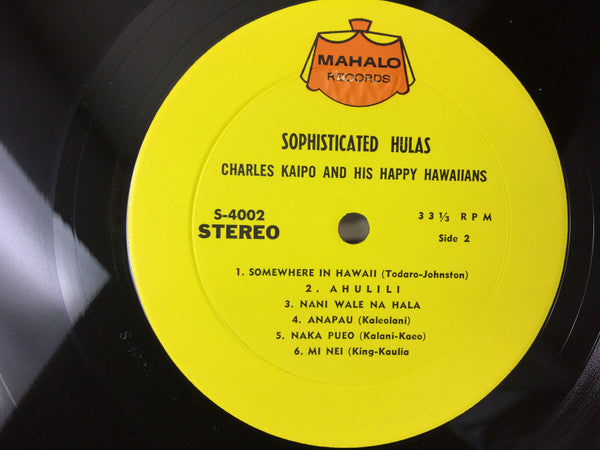 MAHALO
RECORDS
SOPHISTICATED HULAS
CHARLES KAIPO AND HIS HAPPY HAWAIIANS
S-4002
33⅓ RPM
STEREO
Side 2
1. SOMEWHERE IN HAWAII (Todaro-Johnston)
2. AHULILI
3. NANI WALE NA HALA
4. ANAPAU (Kaleolani)
5. NAKA PUEO (Kalani-Kaeo)
6. MI NEI (King-Kaulia